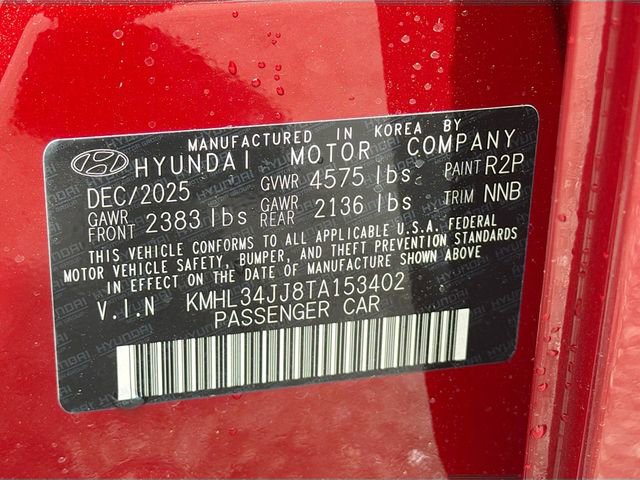 MANUFACTURED IN KOREA BY
HYUNDAI MOTOR COMPANY
DEC/2025 GVWR 4575 lbs PAINT R2P
GAWR FRONT 2383 lbs GAWR REAR 2136 lbs TRIM NNB
THIS VEHICLE CONFORMS TO ALL APPLICABLE U.S.A. FEDERAL
MOTOR VEHICLE SAFETY, BUMPER, AND THEFT PREVENTION STANDARDS
IN EFFECT ON THE DATE OF MANUFACTURE SHOWN ABOVE
V.I.N KMHL34JJ8TA153402
PASSENGER CAR